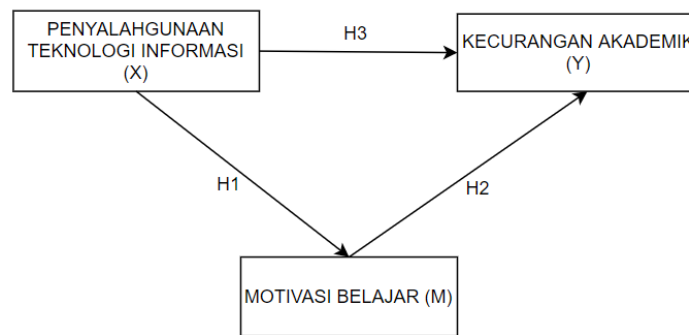 PENYALAHGUNAAN
TEKNOLOGI INFORMASI
(X)
H3
KECURANGAN AKADEMIK
(Y)
H1
H2
MOTIVASI BELAJAR (M)